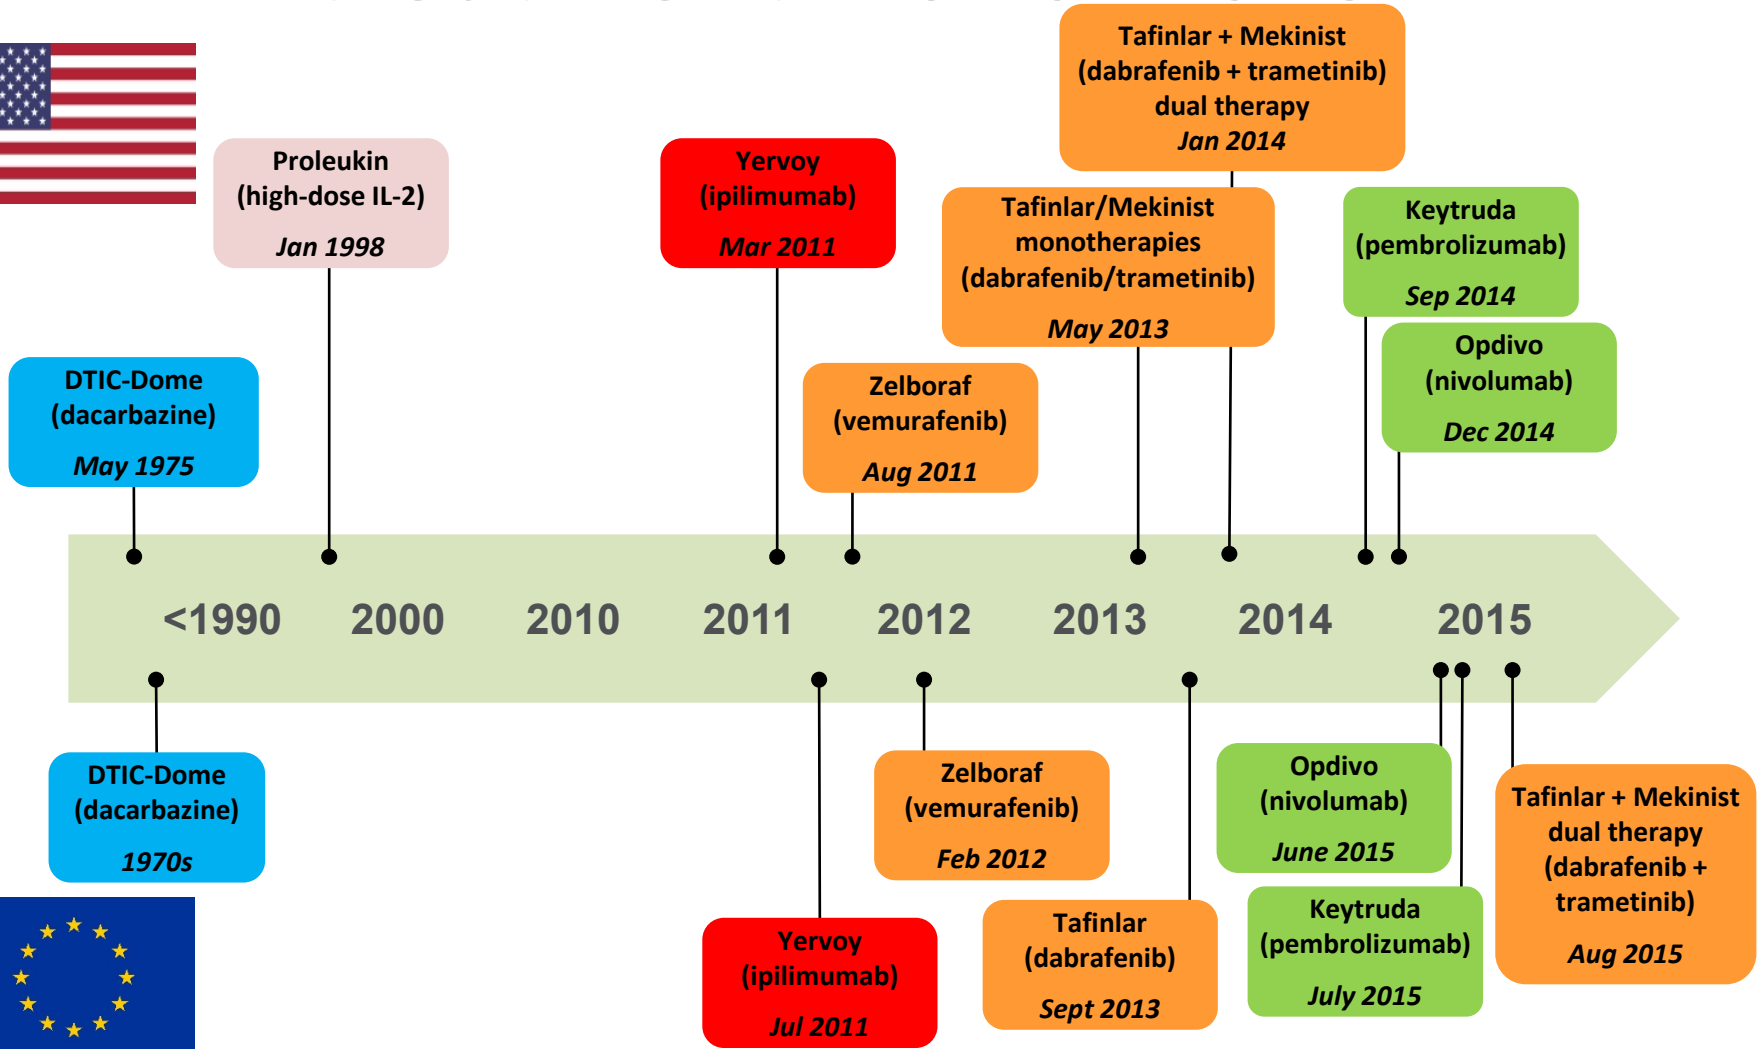 Tafinlar + Mekinist
(dabrafenib + trametinib)
dual therapy
Jan 2014
Proleukin
(high-dose IL-2)
Jan 1998
Yervoy
(ipilimumab)
Mar 2011
Tafinlar/Mekinist
monotherapies
(dabrafenib/trametinib)
May 2013
Keytruda
(pembrolizumab)
Sep 2014
DTIC-Dome
(dacarbazine)
May 1975
Zelboraf
(vemurafenib)
Aug 2011
Opdivo
(nivolumab)
Dec 2014
<1990 2000 2010 2011 2012 2013 2014 2015
DTIC-Dome
(dacarbazine)
1970s
Zelboraf
(vemurafenib)
Feb 2012
Opdivo
(nivolumab)
June 2015
Tafinlar + Mekinist
dual therapy
(dabrafenib +
trametinib)
Aug 2015
Yervoy
(ipilimumab)
Jul 2011
Tafinlar
(dabrafenib)
Sept 2013
Keytruda
(pembrolizumab)
July 2015